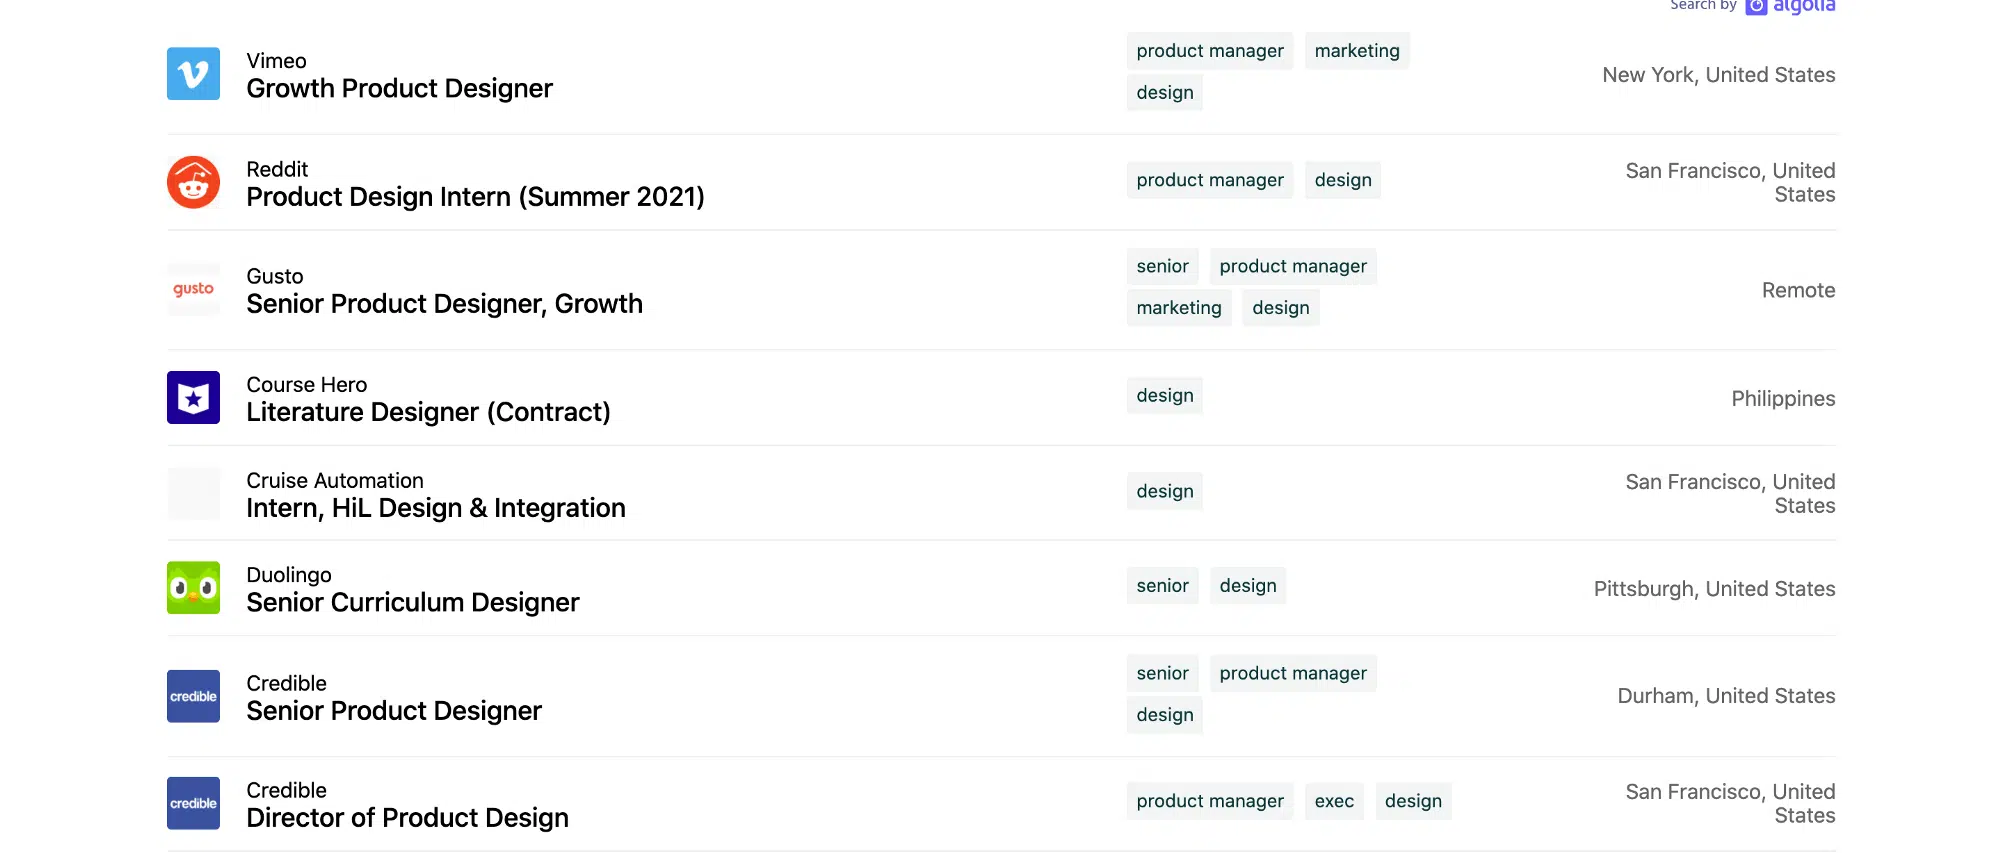 Search by algolia
Vimeo
Growth Product Designer
product manager marketing
design
New York, United States
Reddit
Product Design Intern (Summer 2021)
product manager design
San Francisco, United
States
gusto
Gusto
Senior Product Designer, Growth
senior product manager
marketing design
Remote
Course Hero
Literature Designer (Contract)
design
Philippines
Cruise Automation
Intern, HiL Design & Integration
design
San Francisco, United
States
Duolingo
Senior Curriculum Designer
senior design
Pittsburgh, United States
credible
Credible
Senior Product Designer
senior product manager
design
Durham, United States
credible
Credible
Director of Product Design
product manager exec design
San Francisco, United
States